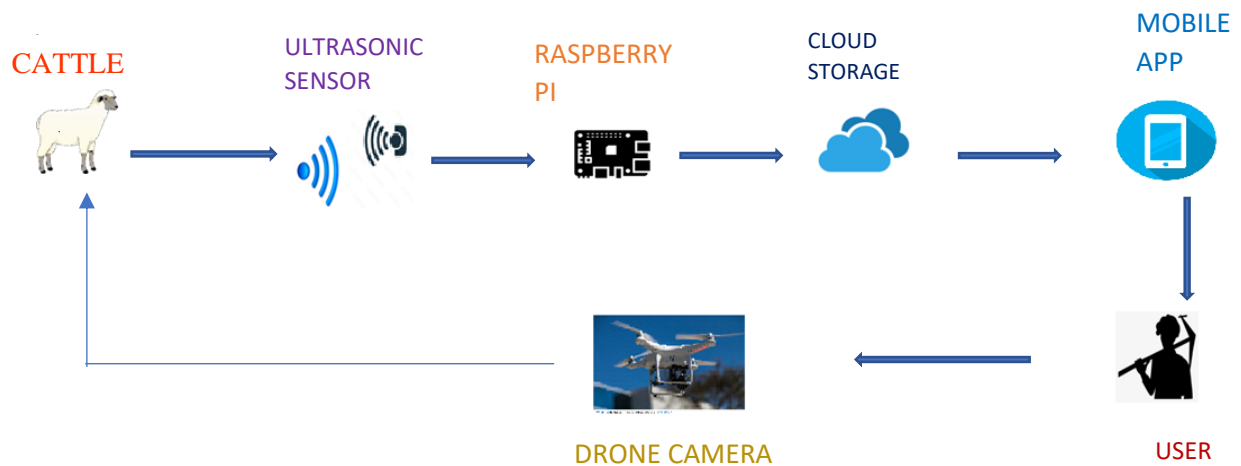 CATTLE
ULTRASONIC
SENSOR
RASPBERRY
PI
CLOUD
STORAGE
MOBILE
APP
DRONE CAMERA
USER